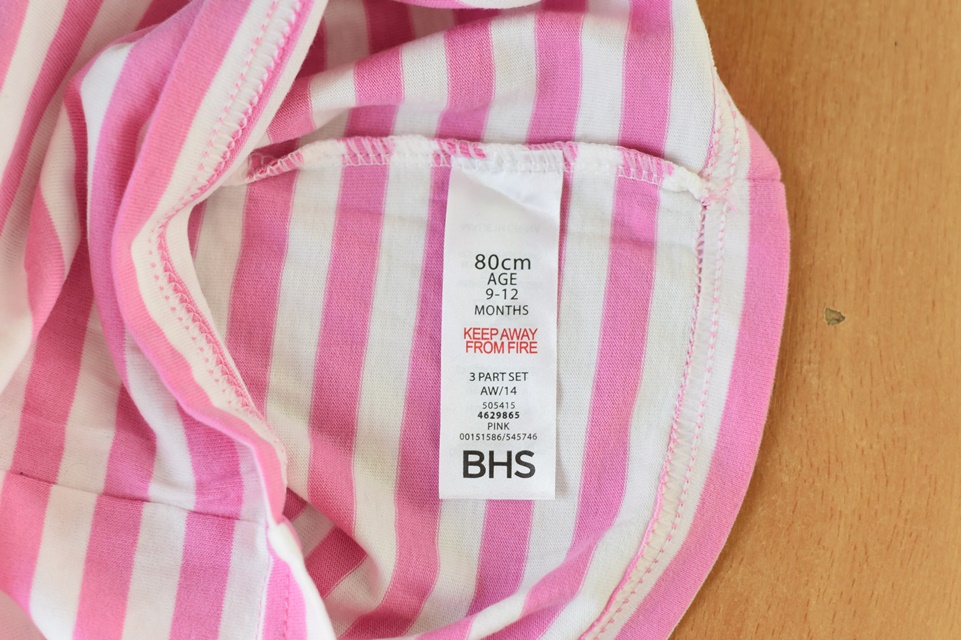 80cm
AGE
9-12
MONTHS
KEEP AWAY
FROM FIRE
3 PART SET
AW/14
505415
4629865
PINK
00151586/545746
BHS